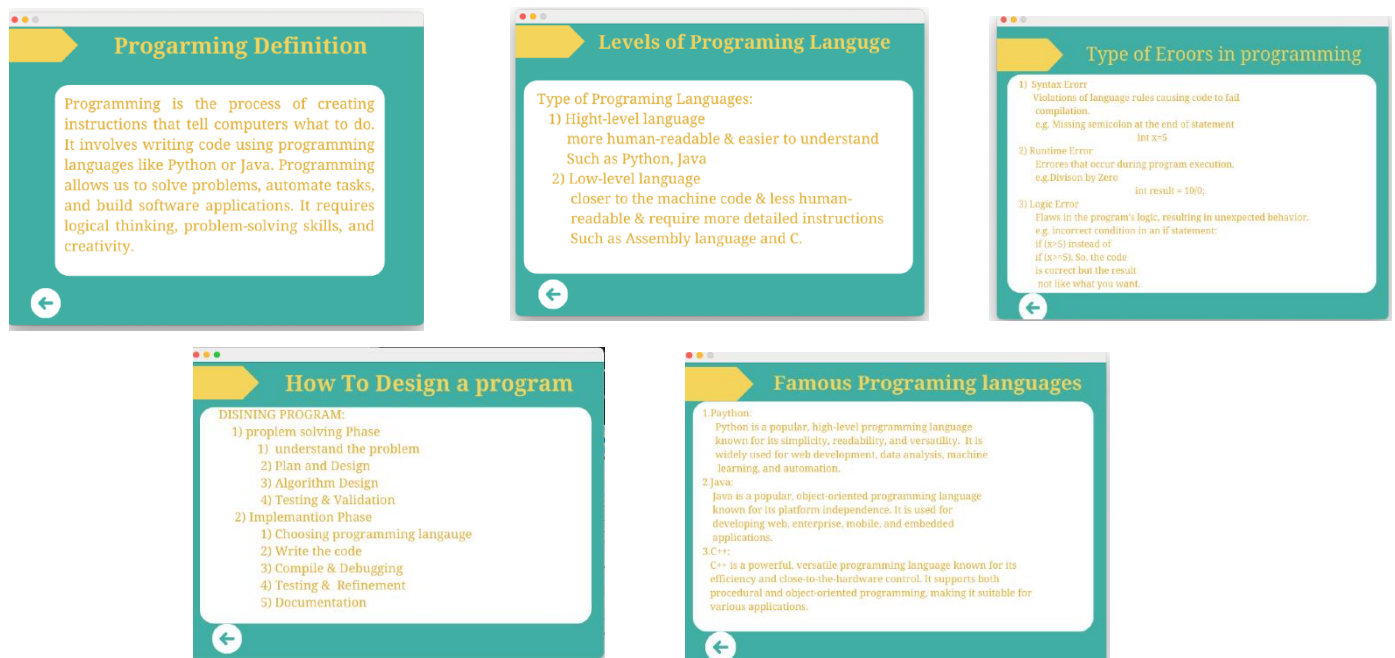 Progarming Definition
Programming is the process of creating
instructions that tell computers what to do.
It involves writing code using programming
languages like Python or Java. Programming
allows us to solve problems, automate tasks,
and build software applications. It requires
logical thinking, problem-solving skills, and
creativity.
Levels of Programing Languge
Type of Programing Languages:
1) Hight-level language
more human-readable & easier to understand
Such as Python, Java
2) Low-level language
closer to the machine code & less human-
readable & require more detailed instructions
Such as Assembly language and C.
Type of Eroors in programming
1) Syntax Erorr
Violations of language rules causing code to fail
compilation.
e.g. Missing semicolon at the end of statement
int x=5
2) Runtime Error
Errores that occur during program execution.
e.g.Divison by Zero
int result = 10/0;
3) Logic Error
Flaws in the program's logic, resulting in unexpected behavior.
e.g. incorrect condition in an if statement:
if (x>5) instead of
if (x>=5). So, the code
is correct but the result
not like what you want.
How To Design a program
DISINING PROGRAM:
1) proplem solving Phase
1) understand the problem
2) Plan and Design
3) Algorithm Design
4) Testing & Validation
2) Implemantion Phase
1) Choosing programming langauge
2) Write the code
3) Compile & Debugging
4) Testing & Refinement
5) Documentation
Famous Programing languages
1.Paython:
Python is a popular, high-level programming language
known for its simplicity, readability, and versatility. It is
widely used for web development, data analysis, machine
learning, and automation.
2.Java:
Java is a popular, object-oriented programming language
known for its platform independence. It is used for
developing web, enterprise, mobile, and embedded
applications.
3.C++:
C++ is a powerful, versatile programming language known for its
efficiency and close-to-the-hardware control. It supports both
procedural and object-oriented programming, making it suitable for
various applications.